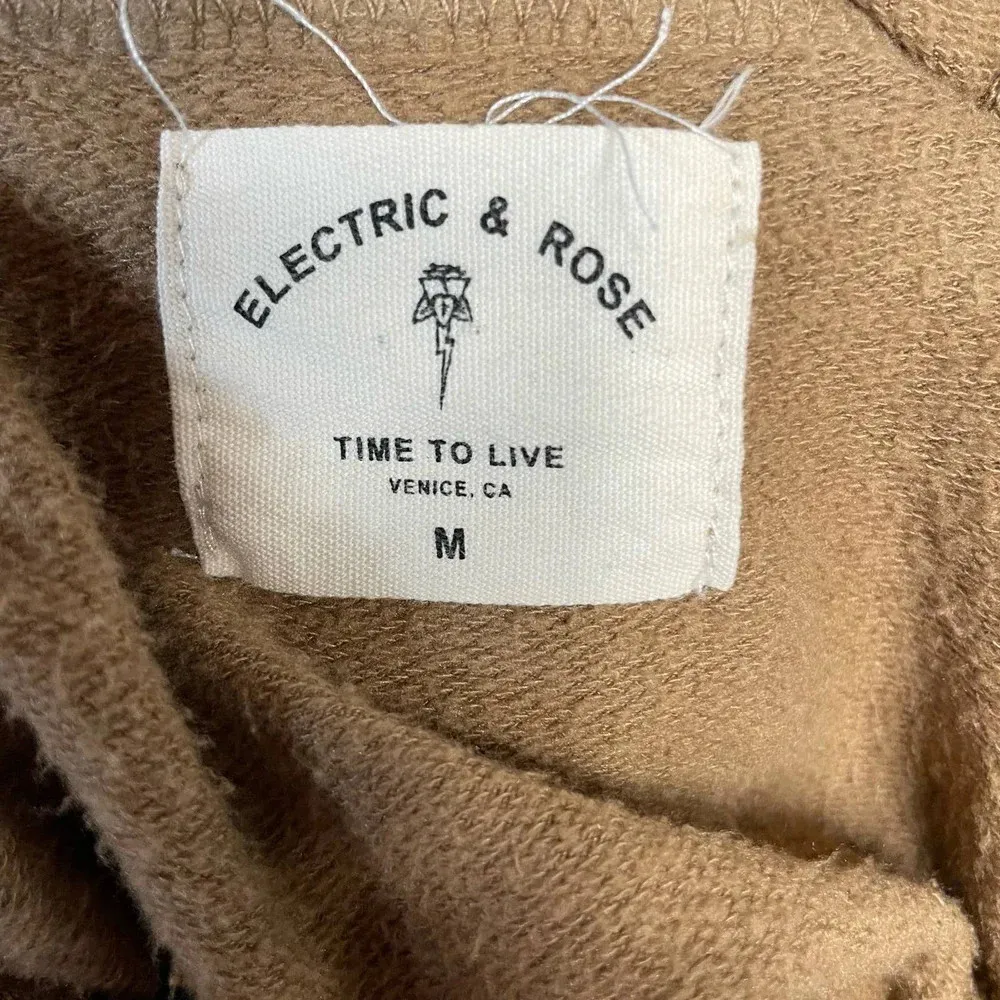 ELECTRIC & ROSE
TIME TO LIVE
VENICE, CA
M